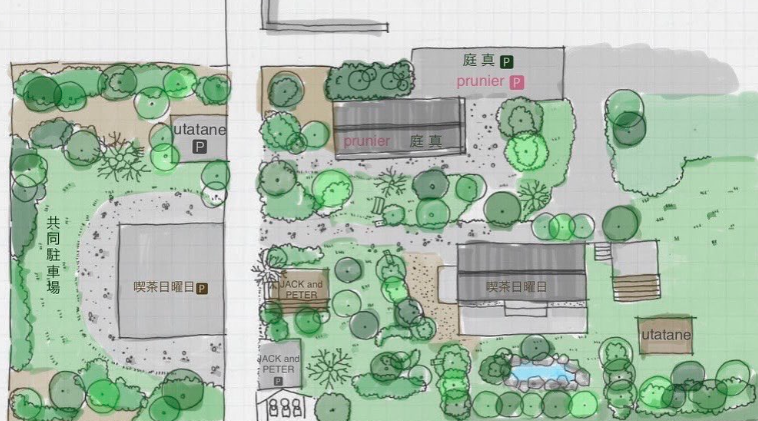 庭真 P
prunier P
utatane
P
prunier 庭真
共同駐車場
喫茶日曜日 P
JACK and
PETER
喫茶日曜日
utatane
JACK and
PETER
P